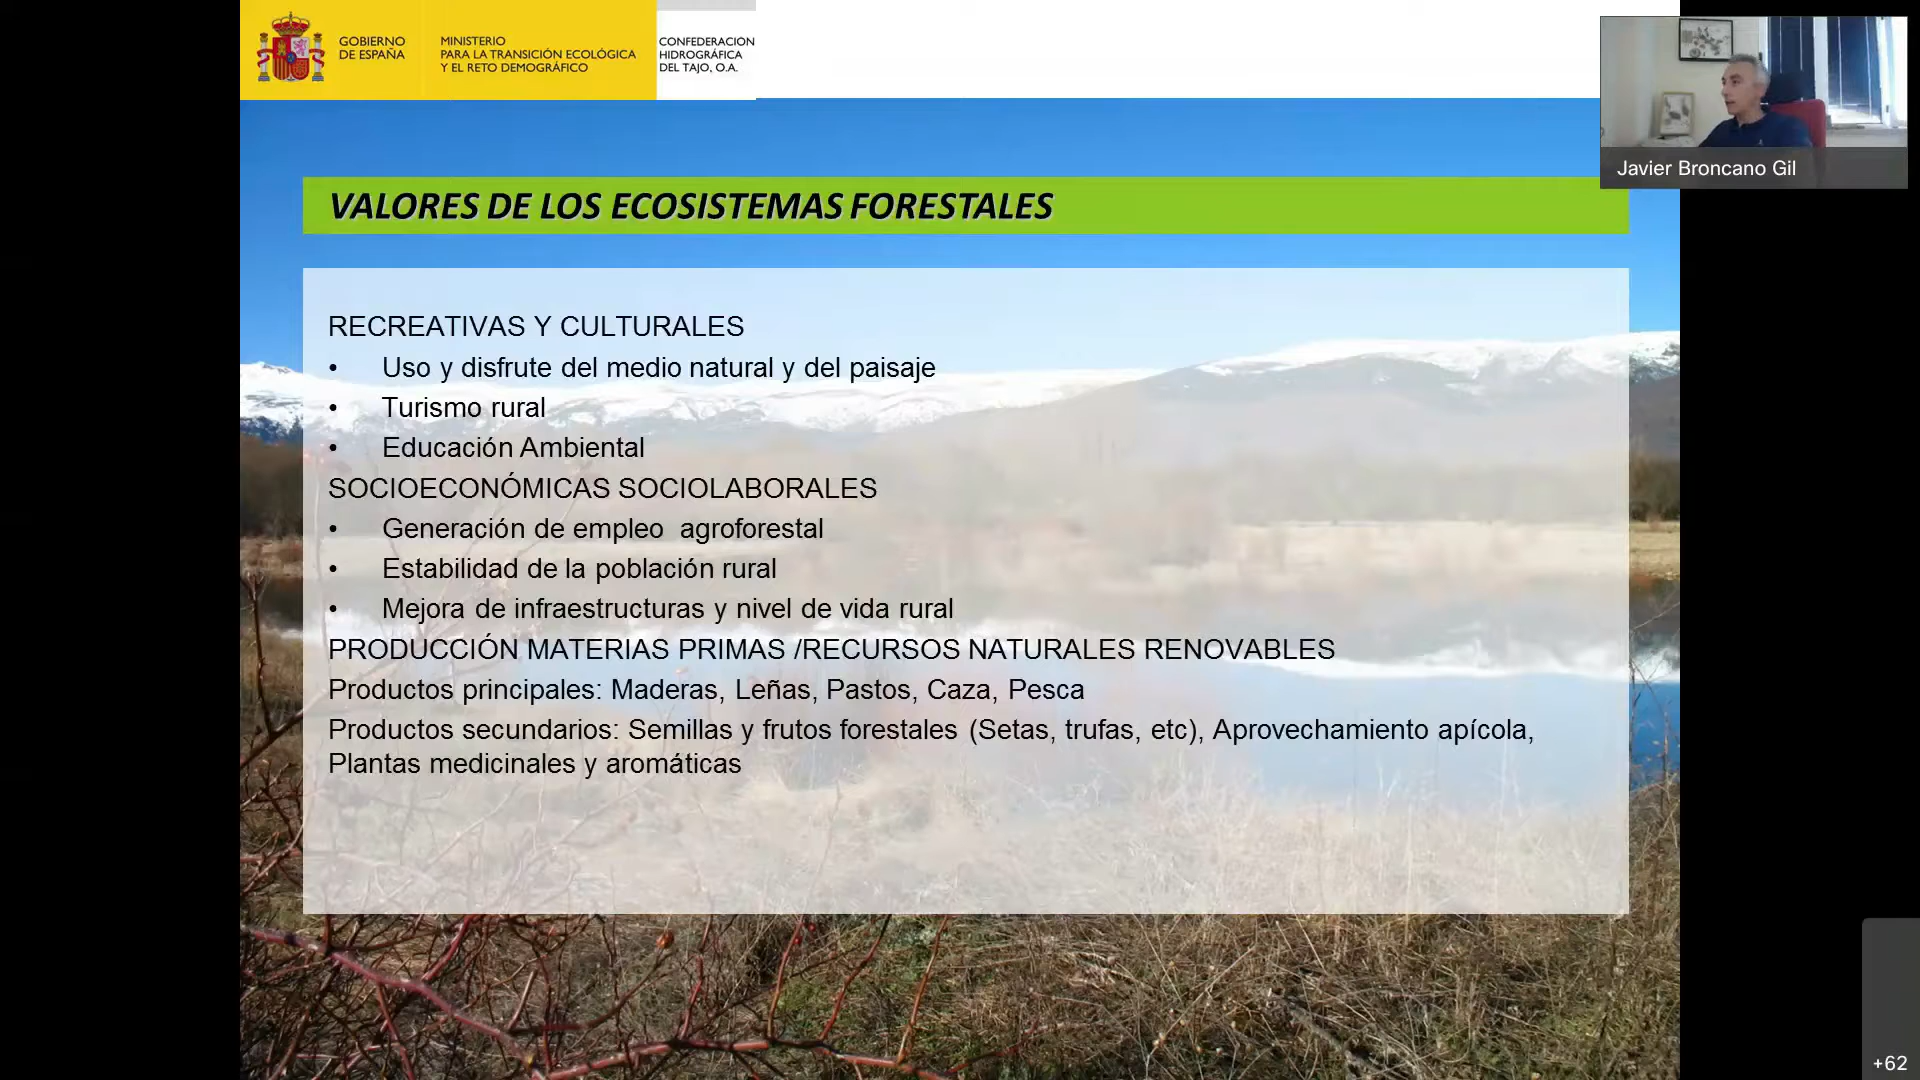 GOBIERNO
DE ESPAÑA
MINISTERIO
PARA LA TRANSICIÓN ECOLÓGICA
Y EL RETO DEMOGRÁFICO
CONFEDERACION
HIDROGRÁFICA
DEL TAJO, O.A.
Javier Broncano Gil
VALORES DE LOS ECOSISTEMAS FORESTALES
RECREATIVAS Y CULTURALES
• Uso y disfrute del medio natural y del paisaje
• Turismo rural
• Educación Ambiental
SOCIOECONÓMICAS SOCIOLABORALES
• Generación de empleo agroforestal
• Estabilidad de la población rural
• Mejora de infraestructuras y nivel de vida rural
PRODUCCIÓN MATERIAS PRIMAS /RECURSOS NATURALES RENOVABLES
Productos principales: Maderas, Leñas, Pastos, Caza, Pesca
Productos secundarios: Semillas y frutos forestales (Setas, trufas, etc), Aprovechamiento apícola,
Plantas medicinales y aromáticas
+62